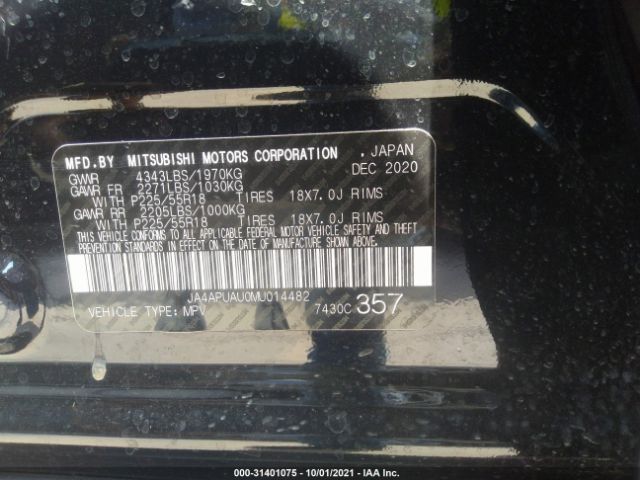 MFD.BY MITSUBISHI MOTORS CORPORATION . JAPAN
GVWR 4343LBS/1970KG DEC 2020
GAWR FR 2271LBS/1030KG
WITH P225/55R18 TIRES 18X7.0J RIMS
GAWR RR 2205LBS/1000KG
WITH P225/55R18 TIRES 18X7.0J RIMS
THIS VEHICLE CONFORMS TO ALL APPLICABLE FEDERAL MOTOR VEHICLE SAFETY AND THEFT
PREVENTION STANDARDS IN EFFECT ON THE DATE OF MANUFACTURE SHOWN ABOVE.
JA4APUAU0MU014482
VEHICLE TYPE: MPV 7430C 357
000-31401075 - 10/01/2021 - IAA Inc.